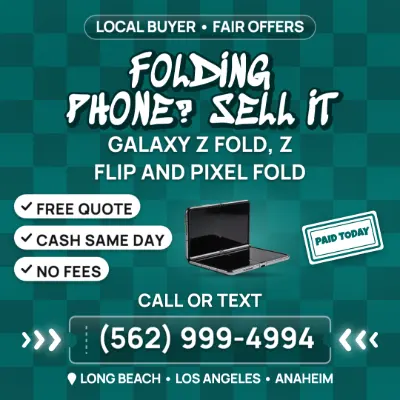 LOCAL BUYER • FAIR OFFERS
FOLDING
PHONE? SELL IT
GALAXY Z FOLD, Z
FLIP AND PIXEL FOLD
FREE QUOTE
CASH SAME DAY
NO FEES
PAID TODAY
CALL OR TEXT
(562) 999-4994
LONG BEACH • LOS ANGELES • ANAHEIM